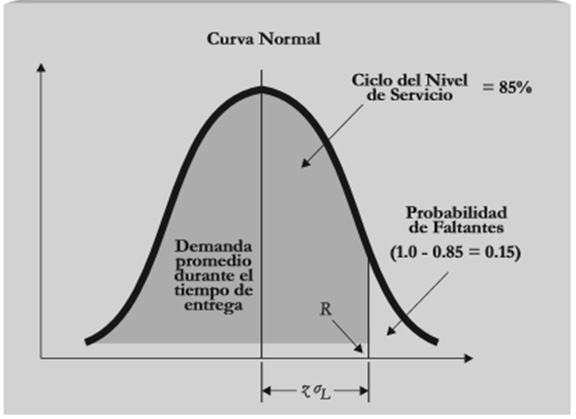 Curva Normal
Ciclo del Nivel
de Servicio = 85%
Probabilidad
de Faltantes
(1.0 - 0.85 = 0.15)
Demanda
promedio
durante el
tiempo de
entrega
R
z σL